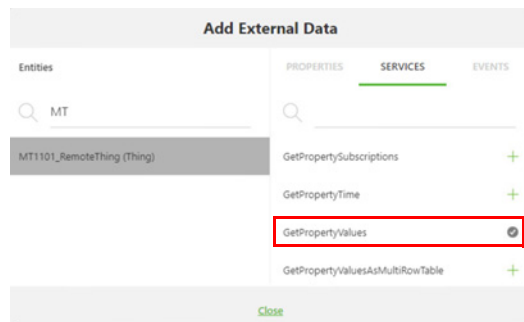 Add External Data
Entities
PROPERTIES SERVICES EVENTS
MT
MT1101_RemoteThing (Thing)
GetPropertySubscriptions
GetPropertyTime
GetPropertyValues
GetPropertyValuesAsMultiRowTable
Close